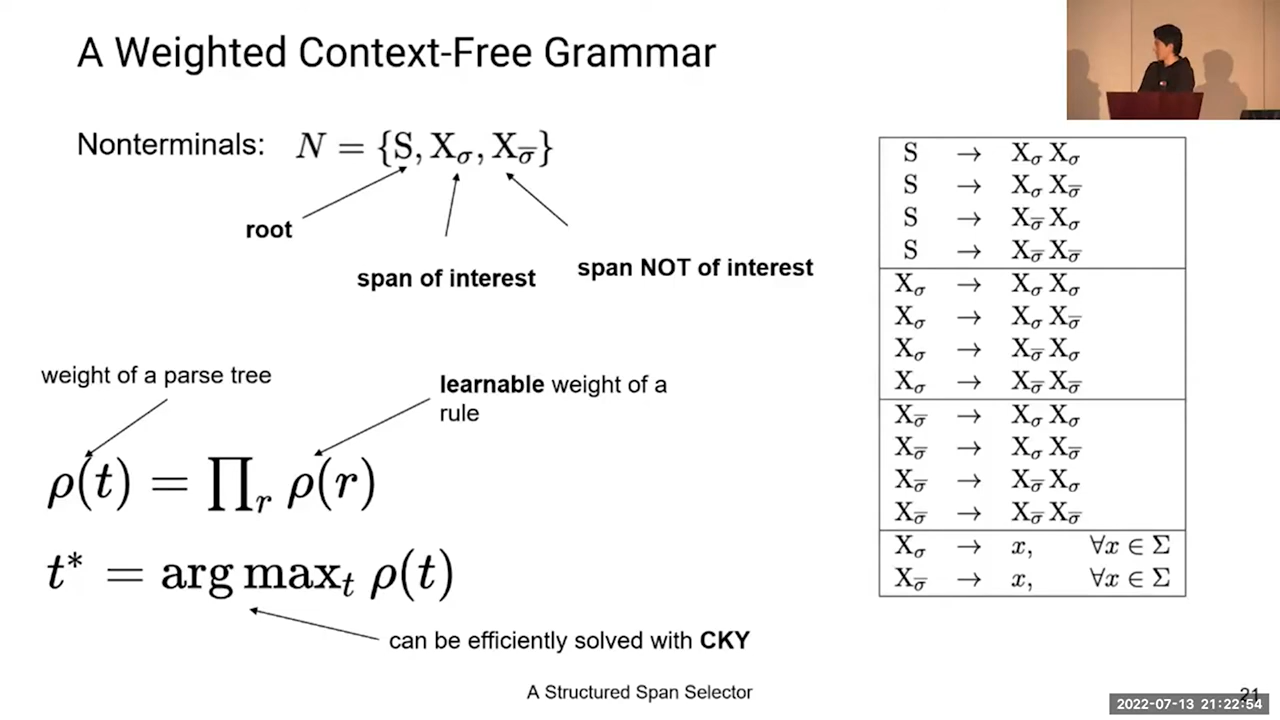 A Weighted Context-Free Grammar
Nonterminals: N = {S, X_σ, X_σ̅}
root
span of interest
span NOT of interest
weight of a parse tree
learnable weight of a
rule
ρ(t) = ∏_r ρ(r)
t* = arg max_t ρ(t)
can be efficiently solved with CKY
S → X_σ X_σ
S → X_σ X_σ̅
S → X_σ̅ X_σ
S → X_σ̅ X_σ̅
X_σ → X_σ X_σ
X_σ → X_σ X_σ̅
X_σ → X_σ̅ X_σ
X_σ → X_σ̅ X_σ̅
X_σ̅ → X_σ X_σ
X_σ̅ → X_σ X_σ̅
X_σ̅ → X_σ̅ X_σ
X_σ̅ → X_σ̅ X_σ̅
X_σ → x, ∀x ∈ Σ
X_σ̅ → x, ∀x ∈ Σ
A Structured Span Selector
21
2022-07-13 21:22:54